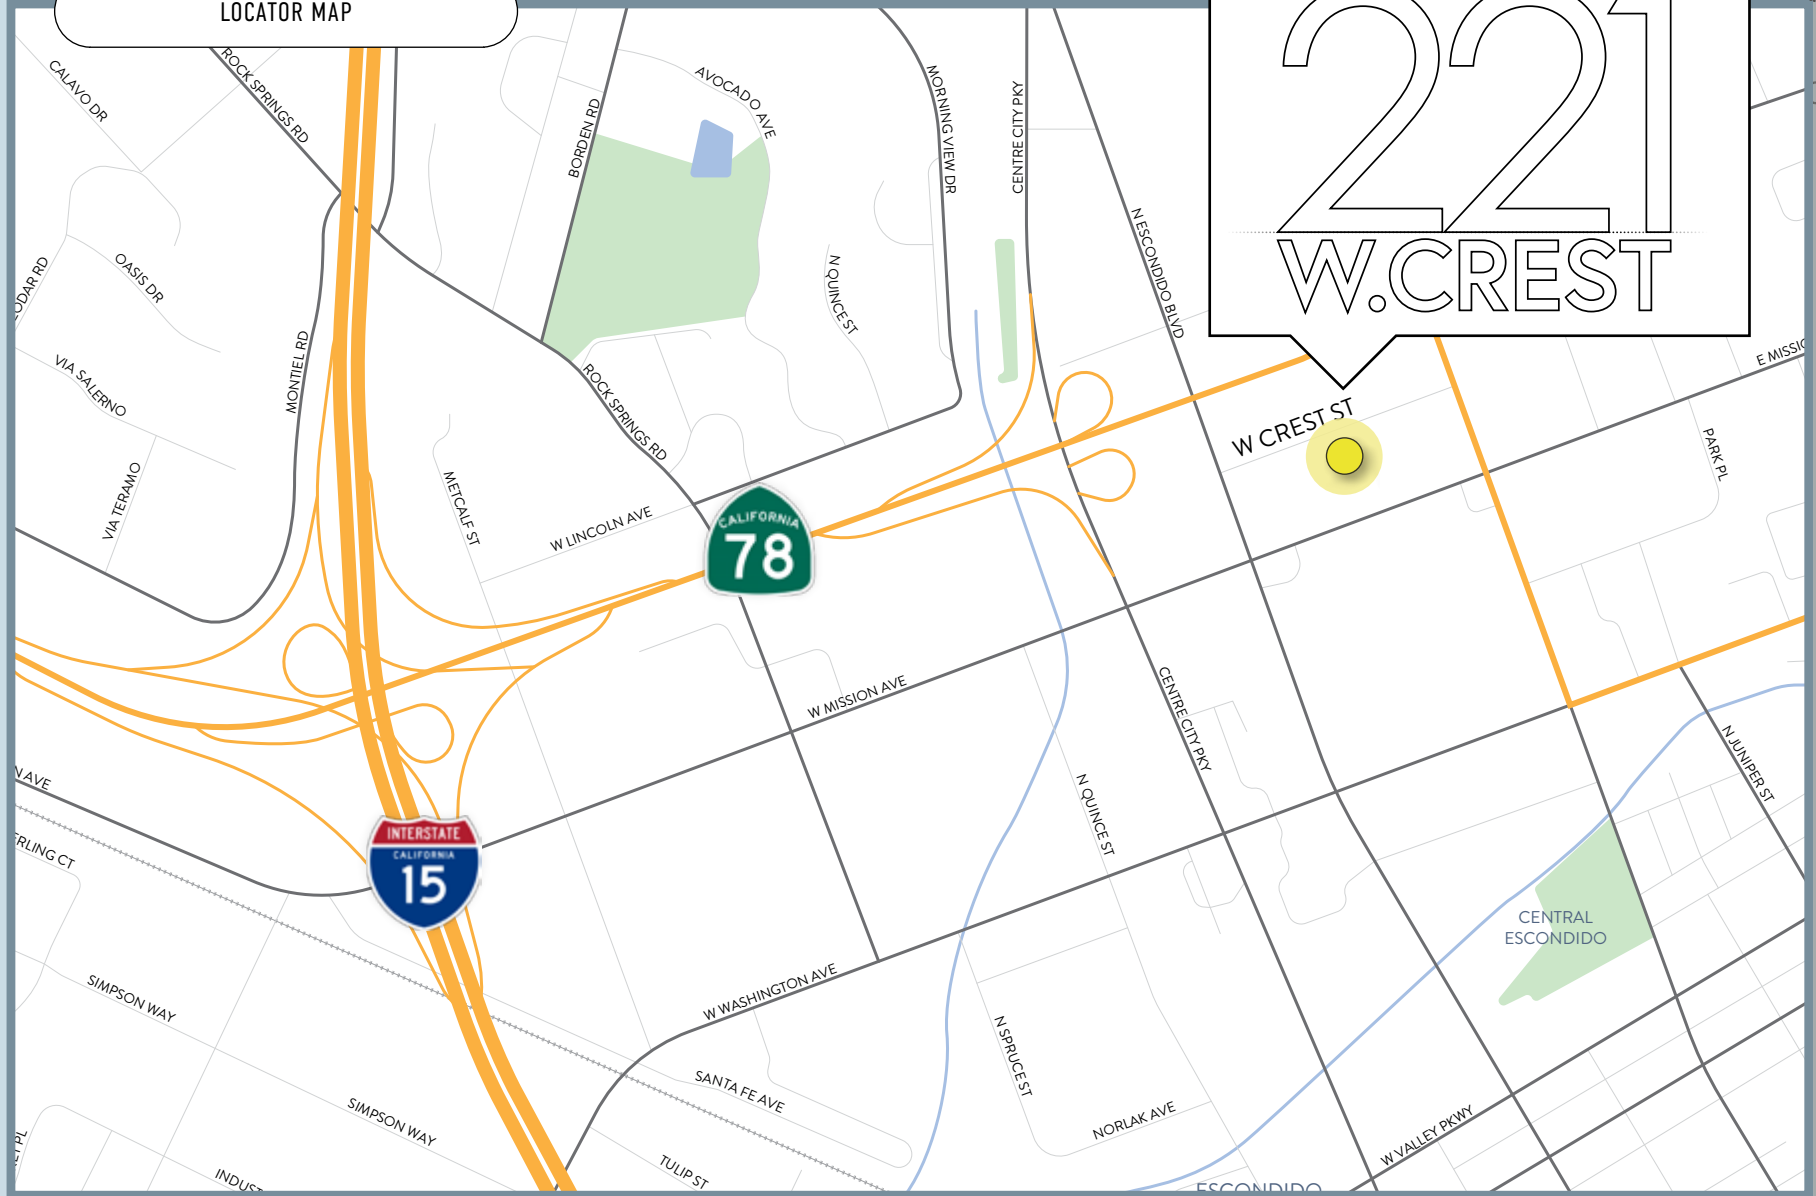 LOCATOR MAP
221
W.CREST
CALAVO DR
ROCK SPRINGS RD
BORDEN RD
AVOCADO AVE
MORNING VIEW DR
CENTRE CITY PKY
N ESCONDIDO BLVD
OASIS DR
N QUINCE ST
MONTIEL RD
VIA SALERNO
ROCK SPRINGS RD
W CREST ST
PARK PL
VIA TERAMO
METCALF ST
W LINCOLN AVE
CALIFORNIA
78
W MISSION AVE
CENTRE CITY PKY
N JUNIPER ST
N QUINCE ST
INTERSTATE
CALIFORNIA
15
CENTRAL
ESCONDIDO
SIMPSON WAY
W WASHINGTON AVE
N SPRUCE ST
SANTA FE AVE
SIMPSON WAY
NORLAK AVE
W VALLEY PKWY
TULIP ST
ESCONDIDO